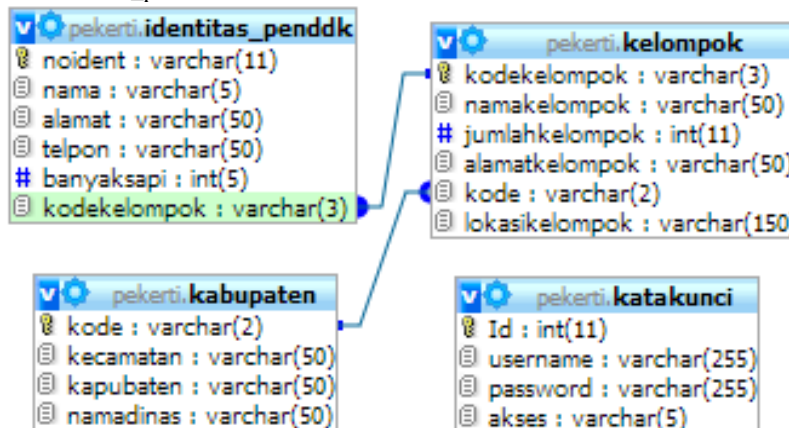 pekerti.identitas_penddk
noident : varchar(11)
nama : varchar(5)
alamat : varchar(50)
telpon : varchar(50)
# banyaksapi : int(5)
kodekelompok : varchar(3)
pekerti.kelompok
kodekelompok : varchar(3)
namakelompok : varchar(50)
# jumlahkelompok : int(11)
alamatkelompok : varchar(50)
kode : varchar(2)
lokasikelompok : varchar(150
pekerti.kabupaten
kode : varchar(2)
kecamatan : varchar(50)
kapubaten : varchar(50)
namadinas : varchar(50)
pekerti.katakunci
Id : int(11)
username : varchar(255)
password : varchar(255)
akses : varchar(5)